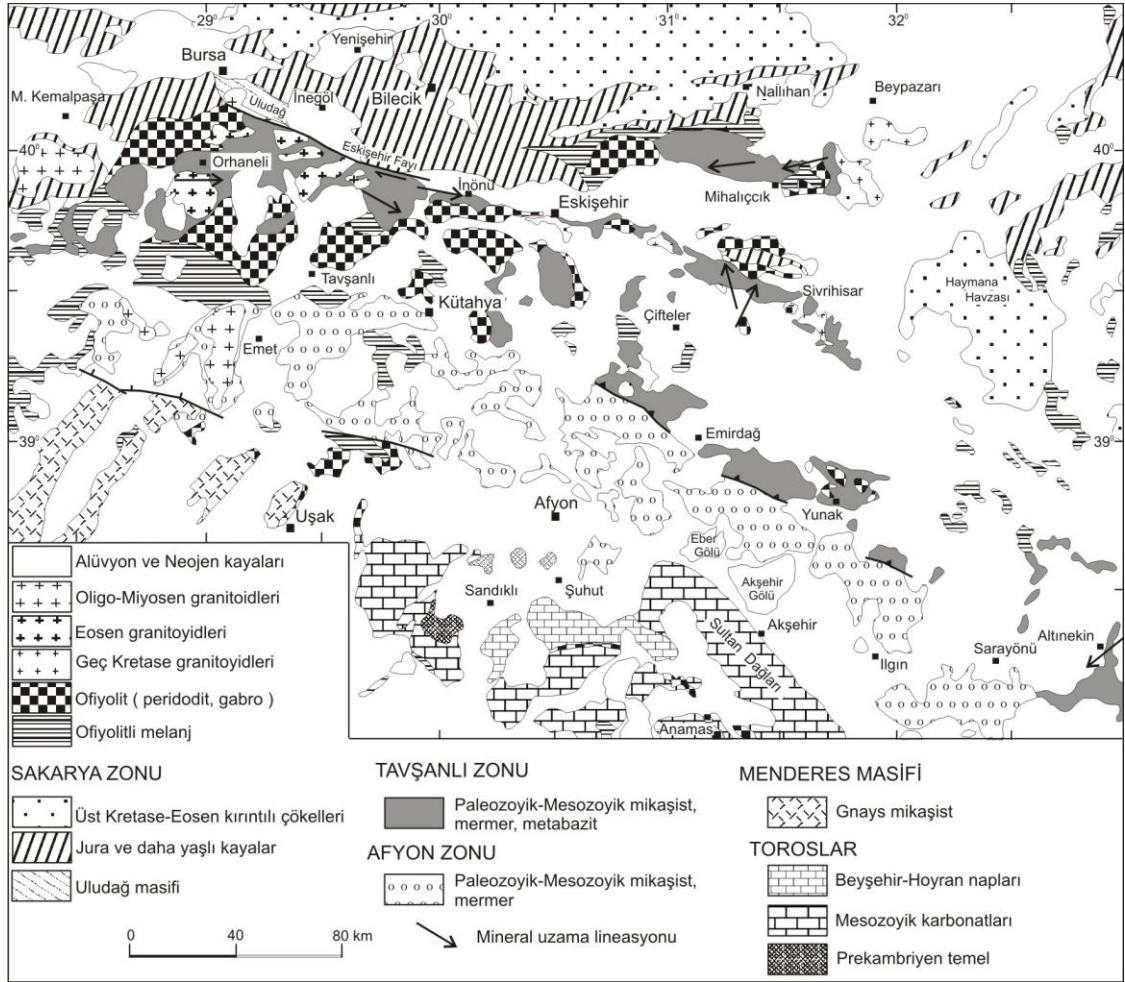 29⁰
30⁰
31⁰
32⁰
Yenişehir
Bursa
Nallıhan
Beypazarı
M. Kemalpaşa
İnegöl
Bilecik
Uludağ
40⁰
40⁰
Orhaneli
Eskişehir Fayı
İnönü
Mihalıççık
Eskişehir
Tavşanlı
Sivrihisar
Haymana
Havzası
Kütahya
Çifteler
Emet
39⁰
39⁰
Emirdağ
Afyon
Yunak
Uşak
Eber
Gölü
Akşehir
Gölü
Sandıklı
Şuhut
Akşehir
Sultan Dağları
Ilgın
Sarayönü
Altınekin
Anamas
Alüvyon ve Neojen kayaları
Oligo-Miyosen granitoidleri
Eosen granitoyidleri
Geç Kretase granitoyidleri
Ofiyolit ( peridodit, gabro )
Ofiyolitli melanj
SAKARYA ZONU
Üst Kretase-Eosen kırıntılı çökelleri
Jura ve daha yaşlı kayalar
Uludağ masifi
0 40 80 km
TAVŞANLI ZONU
Paleozoyik-Mesozoyik mikaşist,
mermer, metabazit
AFYON ZONU
Paleozoyik-Mesozoyik mikaşist,
mermer
Mineral uzama lineasyonu
MENDERES MASİFİ
Gnays mikaşist
TOROSLAR
Beyşehir-Hoyran napları
Mesozoyik karbonatları
Prekambriyen temel